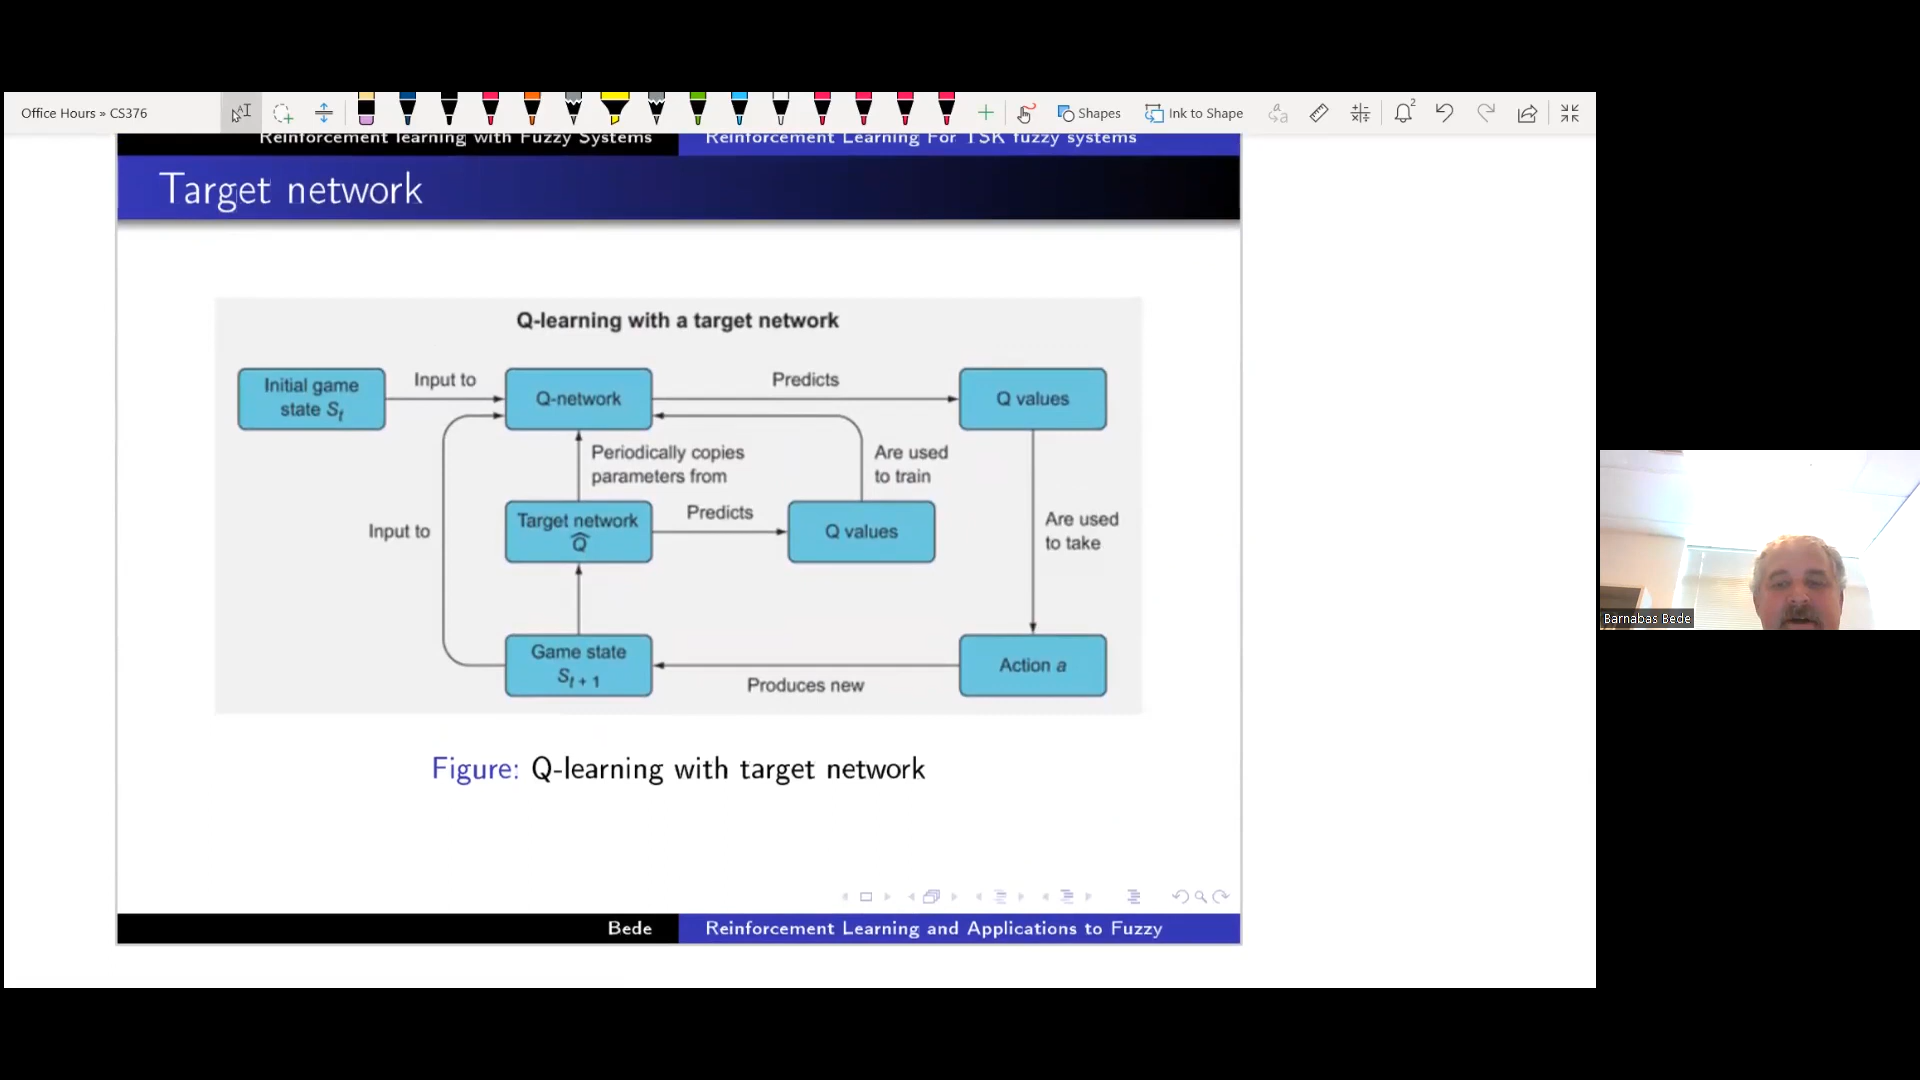 Office Hours » CS376
Shapes
Ink to Shape
2
Reinforcement learning with Fuzzy Systems
Reinforcement Learning For TSK fuzzy systems
Target network
Q-learning with a target network
Initial game
state St
Input to
Q-network
Predicts
Q values
Periodically copies
parameters from
Are used
to train
Input to
Target network
Q̂
Predicts
Q values
Are used
to take
Game state
St + 1
Produces new
Action a
Figure: Q-learning with target network
Bede
Reinforcement Learning and Applications to Fuzzy
Barnabas Bede